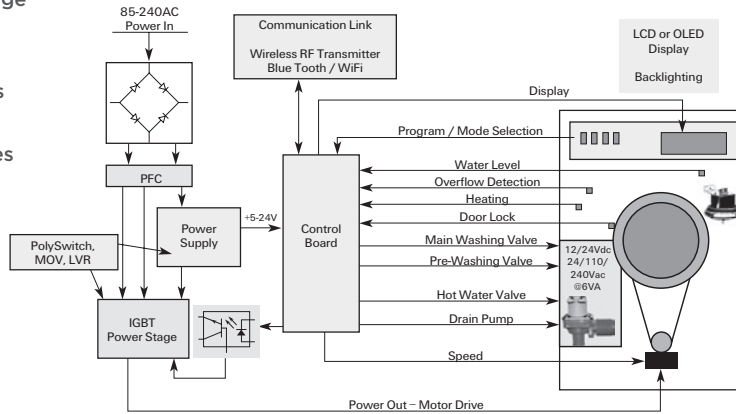 ge
s
es
85-240AC
Power In
Communication Link
Wireless RF Transmitter
Blue Tooth / WiFi
LCD or OLED
Display
Backlighting
Display
Program / Mode Selection
Water Level
Overflow Detection
Heating
Door Lock
PFC
+5-24V
Power
Supply
Control
Board
PolySwitch,
MOV, LVR
Main Washing Valve
Pre-Washing Valve
Hot Water Valve
Drain Pump
12/24Vdc
24/110/
240Vac
@6VA
IGBT
Power Stage
Speed
Power Out – Motor Drive